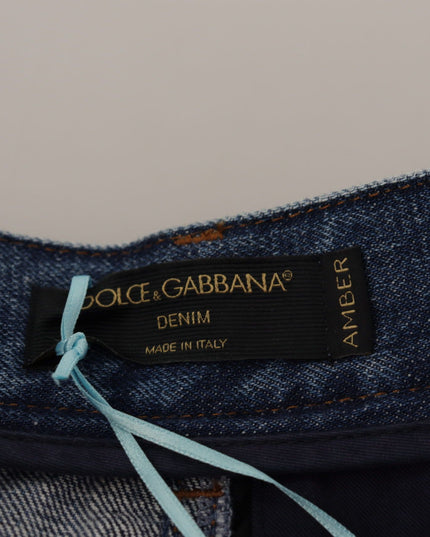 DOLCE & GABBANA®
DENIM
MADE IN ITALY
AMBER